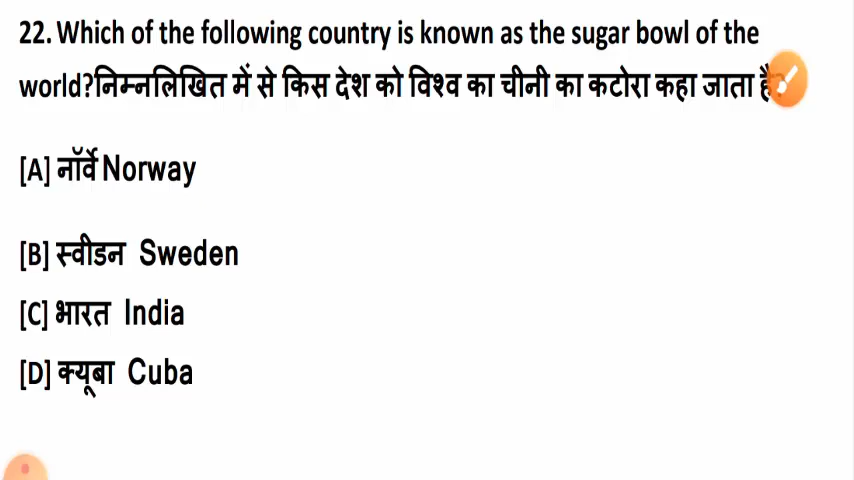 22. Which of the following country is known as the sugar bowl of the
world?निम्नलिखित में से किस देश को विश्व का चीनी का कटोरा कहा जाता है?
[A] नॉर्वे Norway
[B] स्वीडन Sweden
[C] भारत India
[D] क्यूबा Cuba